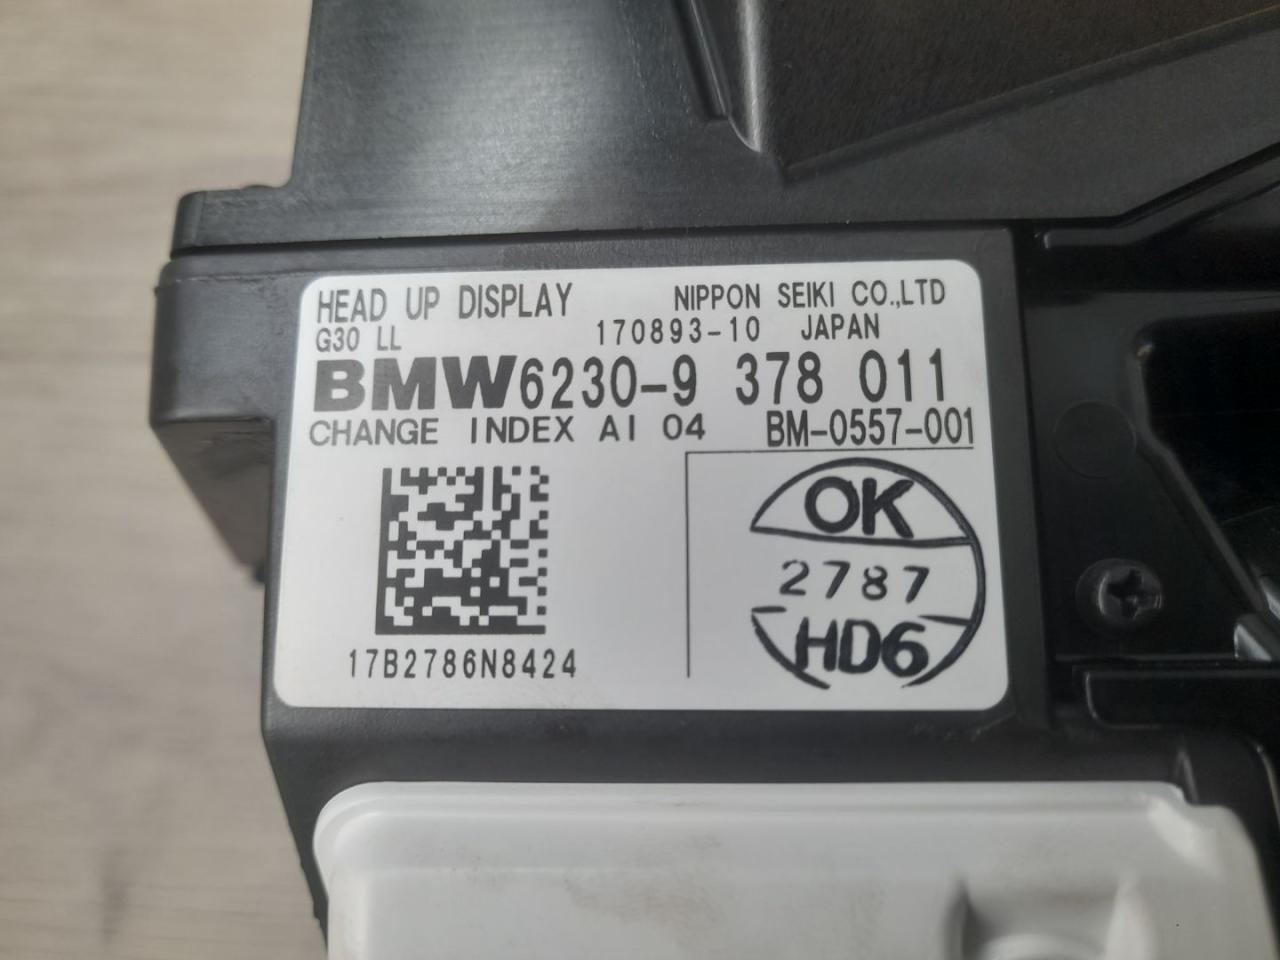 HEAD UP DISPLAY NIPPON SEIKI CO.,LTD
G30 LL 170893-10 JAPAN
BMW6230-9 378 011
CHANGE INDEX AI 04 BM-0557-001
OK
2787
HD6
17B2786N8424